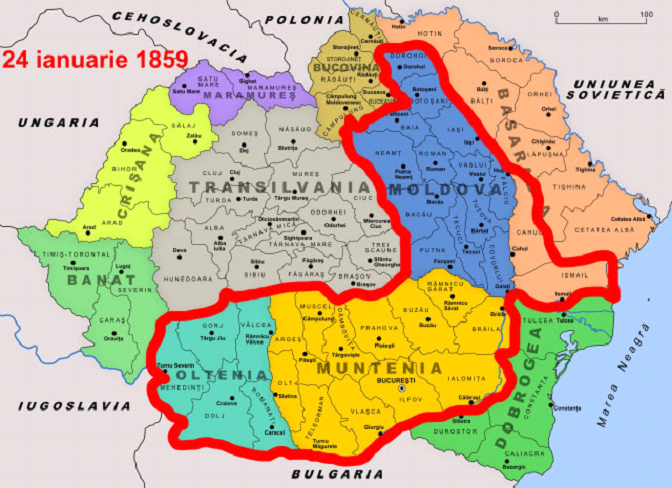 24 ianuarie 1859
CEHOSLOVACIA
POLONIA
UNIUNEA
SOVIETICĂ
UNGARIA
IUGOSLAVIA
BULGARIA
Marea Neagră
0 km 100
CERNĂUȚI
Cernăuți
Storojineț
STOROJINEȚ
BUCOVINA
RĂDĂUȚI
Rădăuți
Suceava
SUCEAVA
Câmpulung
Moldovenesc
CÂMPULUNG
HOTIN
Hotin
SOROCA
Soroca
BĂLȚI
Bălți
ORHEI
Orhei
Chișinău
LĂPUȘNA
Tighina
TIGHINA
BASARABIA
CETATEA ALBĂ
Cetatea Albă
CAHUL
Cahul
ISMAIL
Ismail
SATU
MARE
Satu Mare
Sighet
MARAMUREȘ
MARAMUREȘ
SĂLAJ
Zalău
CRIȘANA
Oradea
BIHOR
ARAD
Arad
TIMIȘ-TORONTAL
Timișoara
Lugoj
BANAT
SEVERIN
CARAȘ
Oravița
SOMEȘ
Dej
NĂSĂUD
Bistrița
CLUJ
Cluj
MUREȘ
TRANSILVANIA
TURDA
Turda
Târgu Mureș
CIUC
Miercurea
Ciuc
ODORHEI
Odorhei
Diciosânmartin
TÂRNAVA MICĂ
Sighișoara
TÂRNAVA MARE
ALBA
Alba
Iulia
Deva
HUNEDOARA
SIBIU
Sibiu
Făgăraș
FĂGĂRAȘ
TREI
SCAUNE
Sfântu
Gheorghe
BRAȘOV
Brașov
DOROHOI
Dorohoi
Botoșani
BOTOȘANI
Fălticeni
BAIA
IAȘI
Iași
NEAMȚ
Piatra
Neamț
ROMAN
Roman
VASLUI
Vaslui
MOLDOVA
FĂLCIU
Huși
BACĂU
Bacău
TUTOVA
Bârlad
TECUCI
Tecuci
COVURLUI
PUTNA
Focșani
Galați
GORJ
Târgu Jiu
VÂLCEA
Râmnicu
Vâlcea
Turnu Severin
MEHEDINȚI
OLTENIA
DOLJ
Craiova
ROMANAȚI
Caracal
MUSCEL
Câmpulung
ARGEȘ
Pitești
DÂMBOVIȚA
Târgoviște
PRAHOVA
Ploiești
BUZĂU
Buzău
RÂMNICU
SĂRAT
Râmnicu
Sărat
BRĂILA
Brăila
MUNTENIA
OLT
Slatina
TELEORMAN
Turnu
Măgurele
VLAȘCA
Giurgiu
BUCUREȘTI
ILFOV
IALOMIȚA
Călărași
TULCEA
Tulcea
DOBROGEA
CONSTANȚA
Constanța
Silistra
DUROSTOR
CALIACRA
Bazargic